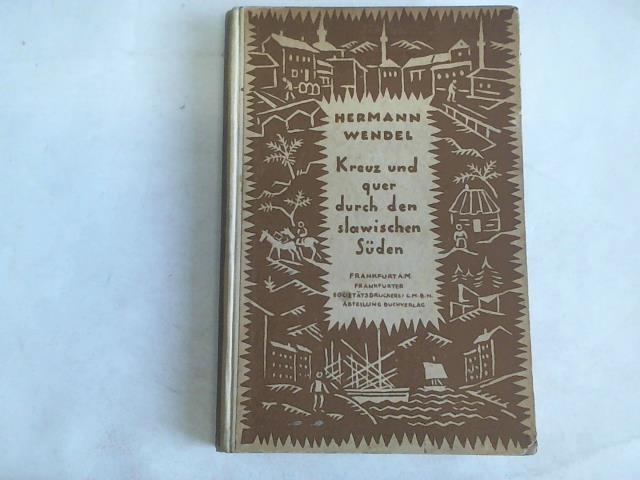 HERMANN
WENDEL
Kreuz und
quer
durch den
slawischen
Süden
FRANKFURT A.M.
FRANKFURTER
SOCIETÄTSDRUCKEREI G.M.B.H.
ABTEILUNG BUCHVERLAG